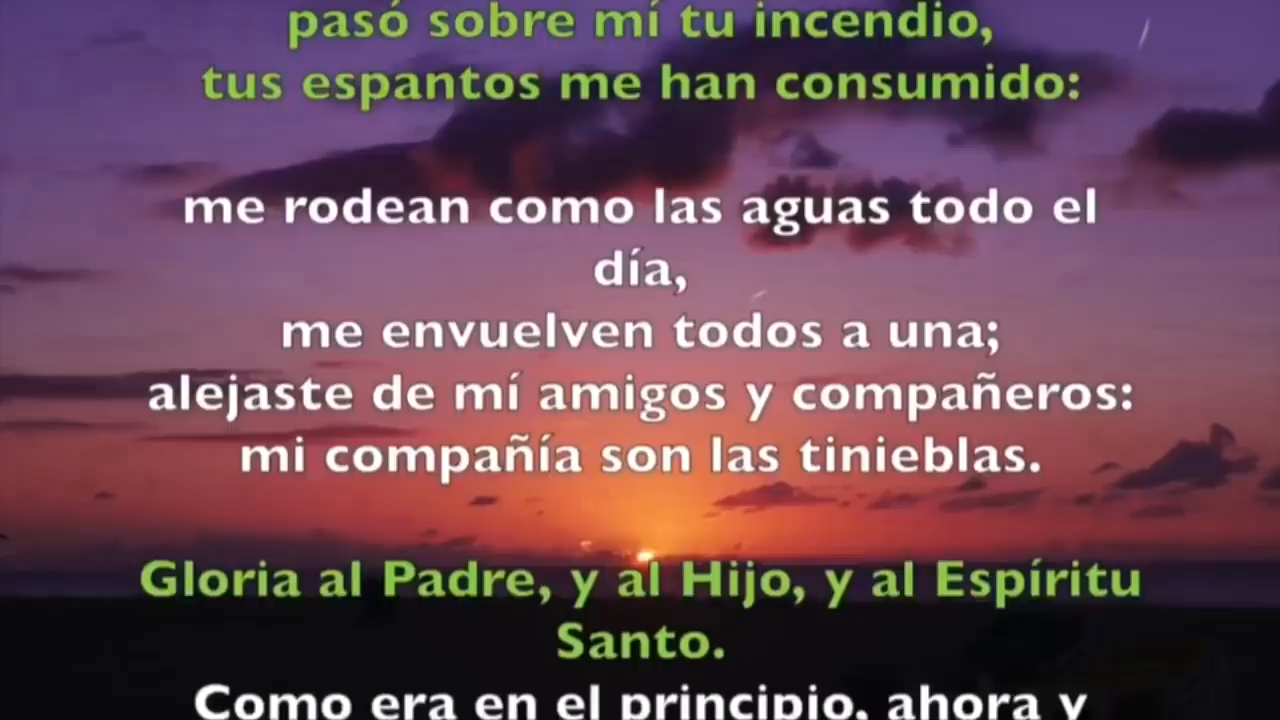 pasó sobre mí tu incendio,
tus espantos me han consumido:
me rodean como las aguas todo el
día,
me envuelven todos a una;
alejaste de mí amigos y compañeros:
mi compañía son las tinieblas.
Gloria al Padre, y al Hijo, y al Espíritu
Santo.
Como era en el principio, ahora y